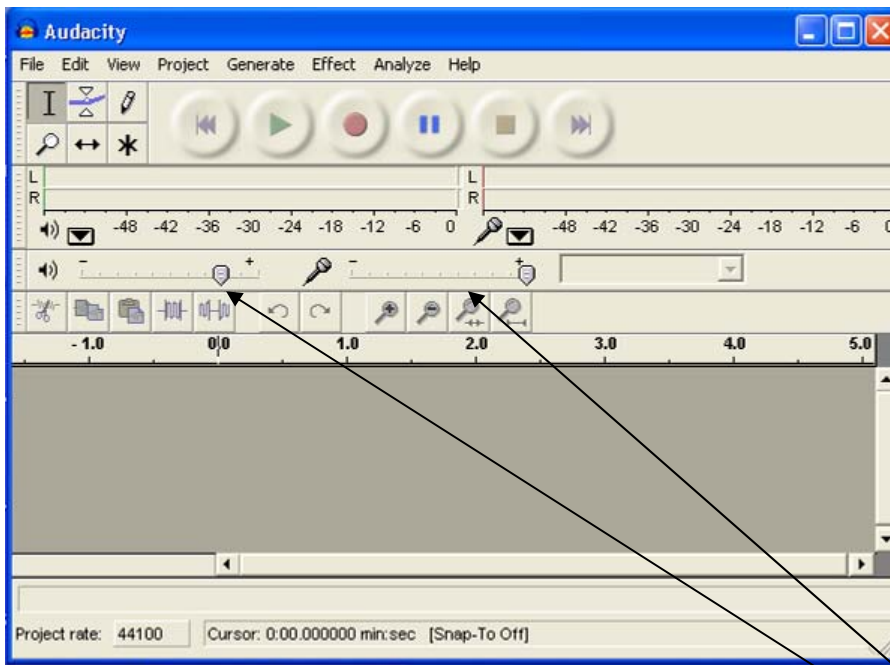 Audacity
File Edit View Project Generate Effect Analyze Help
L
R
-48 -42 -36 -30 -24 -18 -12 -6 0
L
R
-48 -42 -36 -30 -24 -18 -12 -6 0
- +
- +
- 1.0 0.0 1.0 2.0 3.0 4.0 5.0
Project rate: 44100 Cursor: 0:00.000000 min:sec [Snap-To Off]